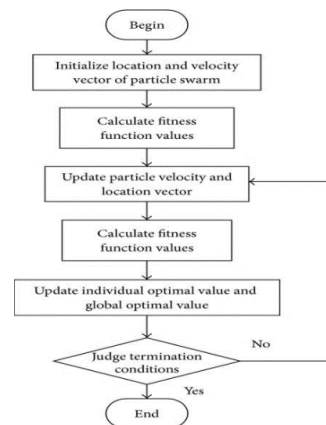 Begin
Initialize location and velocity
vector of particle swarm
Calculate fitness
function values
Update particle velocity and
location vector
Calculate fitness
function values
Update individual optimal value and
global optimal value
Judge termination
conditions
No
Yes
End